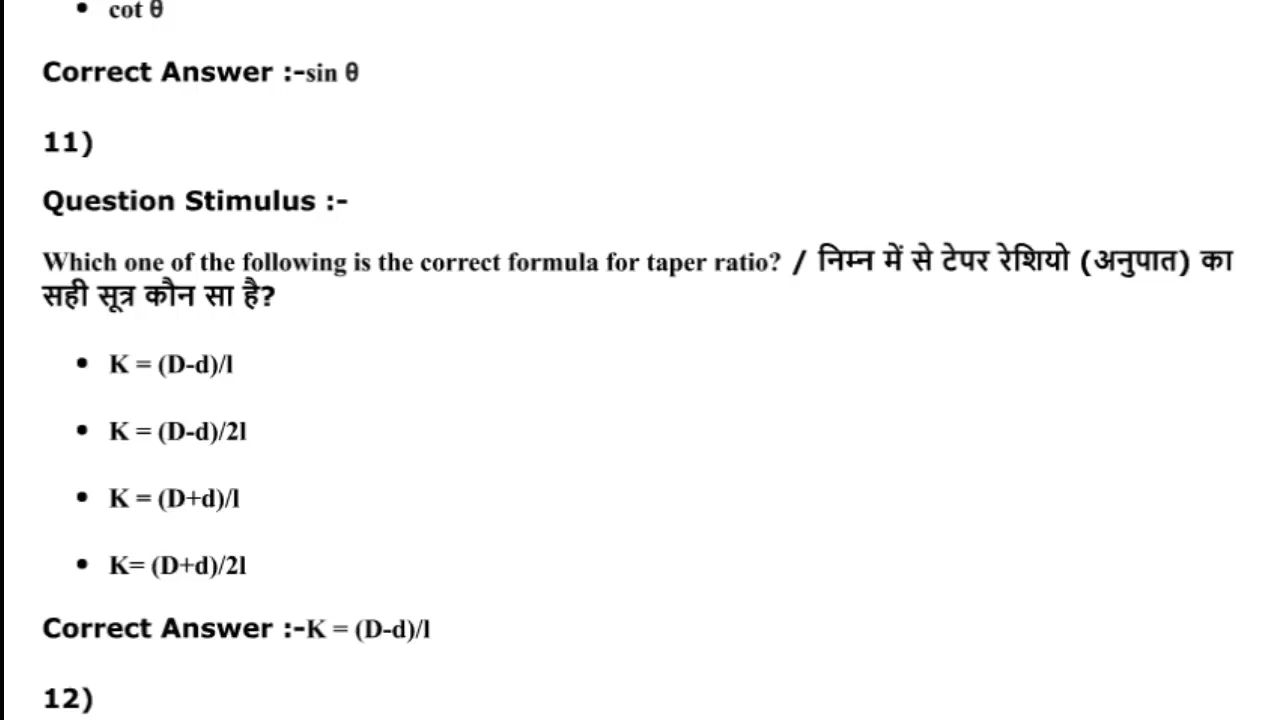 • cot θ
Correct Answer :-sin θ
11)
Question Stimulus :-
Which one of the following is the correct formula for taper ratio? / निम्न में से टेपर रेशियो (अनुपात) का
सही सूत्र कौन सा है?
• K = (D-d)/l
• K = (D-d)/2l
• K = (D+d)/l
• K= (D+d)/2l
Correct Answer :-K = (D-d)/l
12)